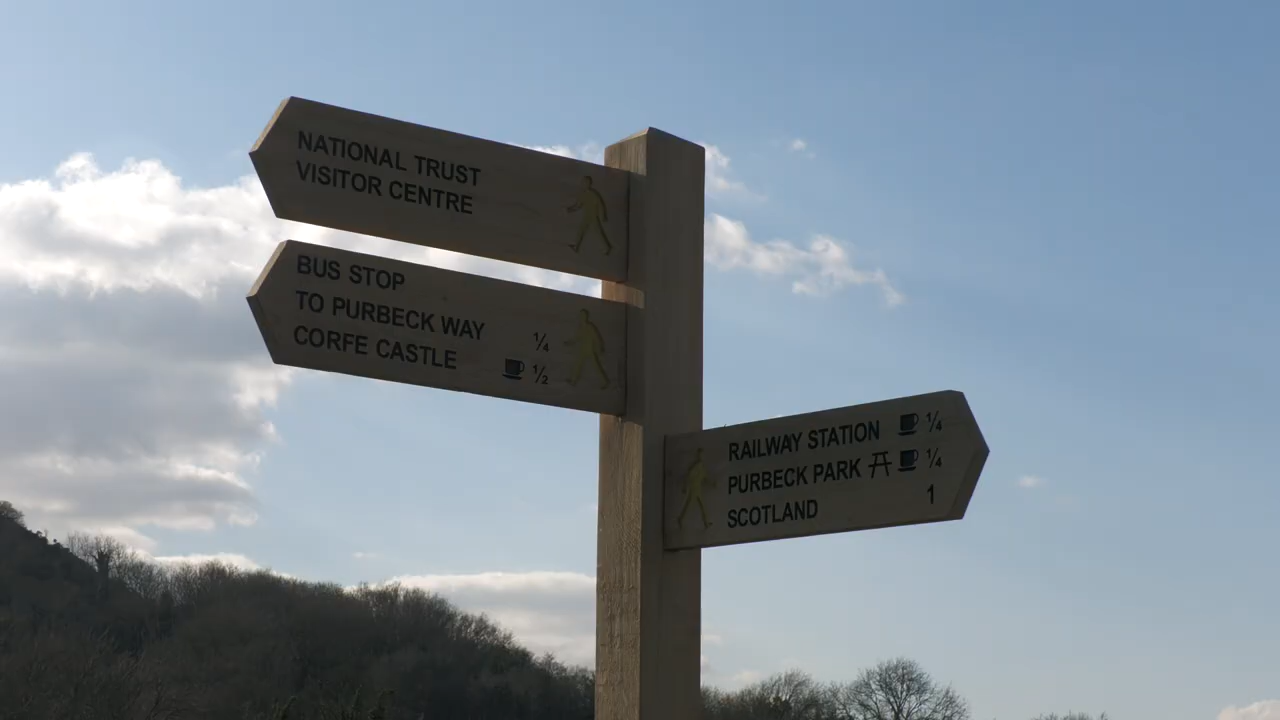 NATIONAL TRUST
VISITOR CENTRE
BUS STOP
TO PURBECK WAY ¼
CORFE CASTLE ½
RAILWAY STATION ¼
PURBECK PARK ¼
SCOTLAND 1